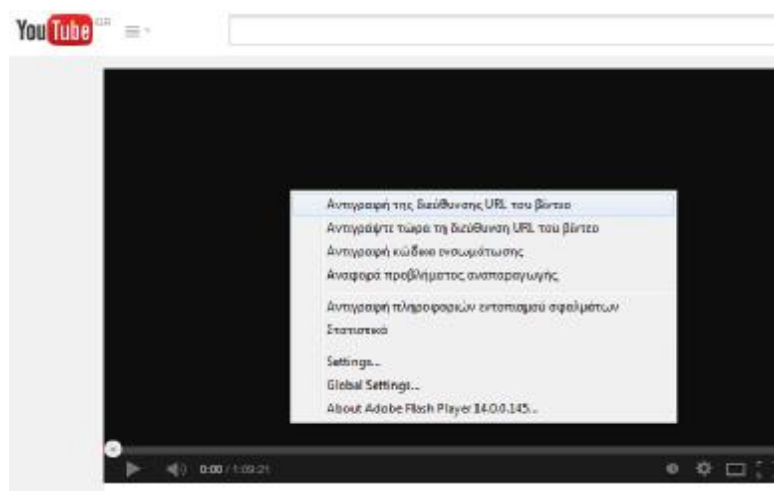 YouTube GR
Αντιγραφή της διεύθυνσης URL του βίντεο
Αντιγράψτε τώρα τη διεύθυνση URL του βίντεο
Αντιγραφή κώδικα ενσωμάτωσης
Αναφορά προβλήματος αναπαραγωγής
Αντιγραφή πληροφοριών εντοπισμού σφαλμάτων
Στατιστικά
Settings...
Global Settings...
About Adobe Flash Player 14.0.0.145...
0:00 / 1:09:21